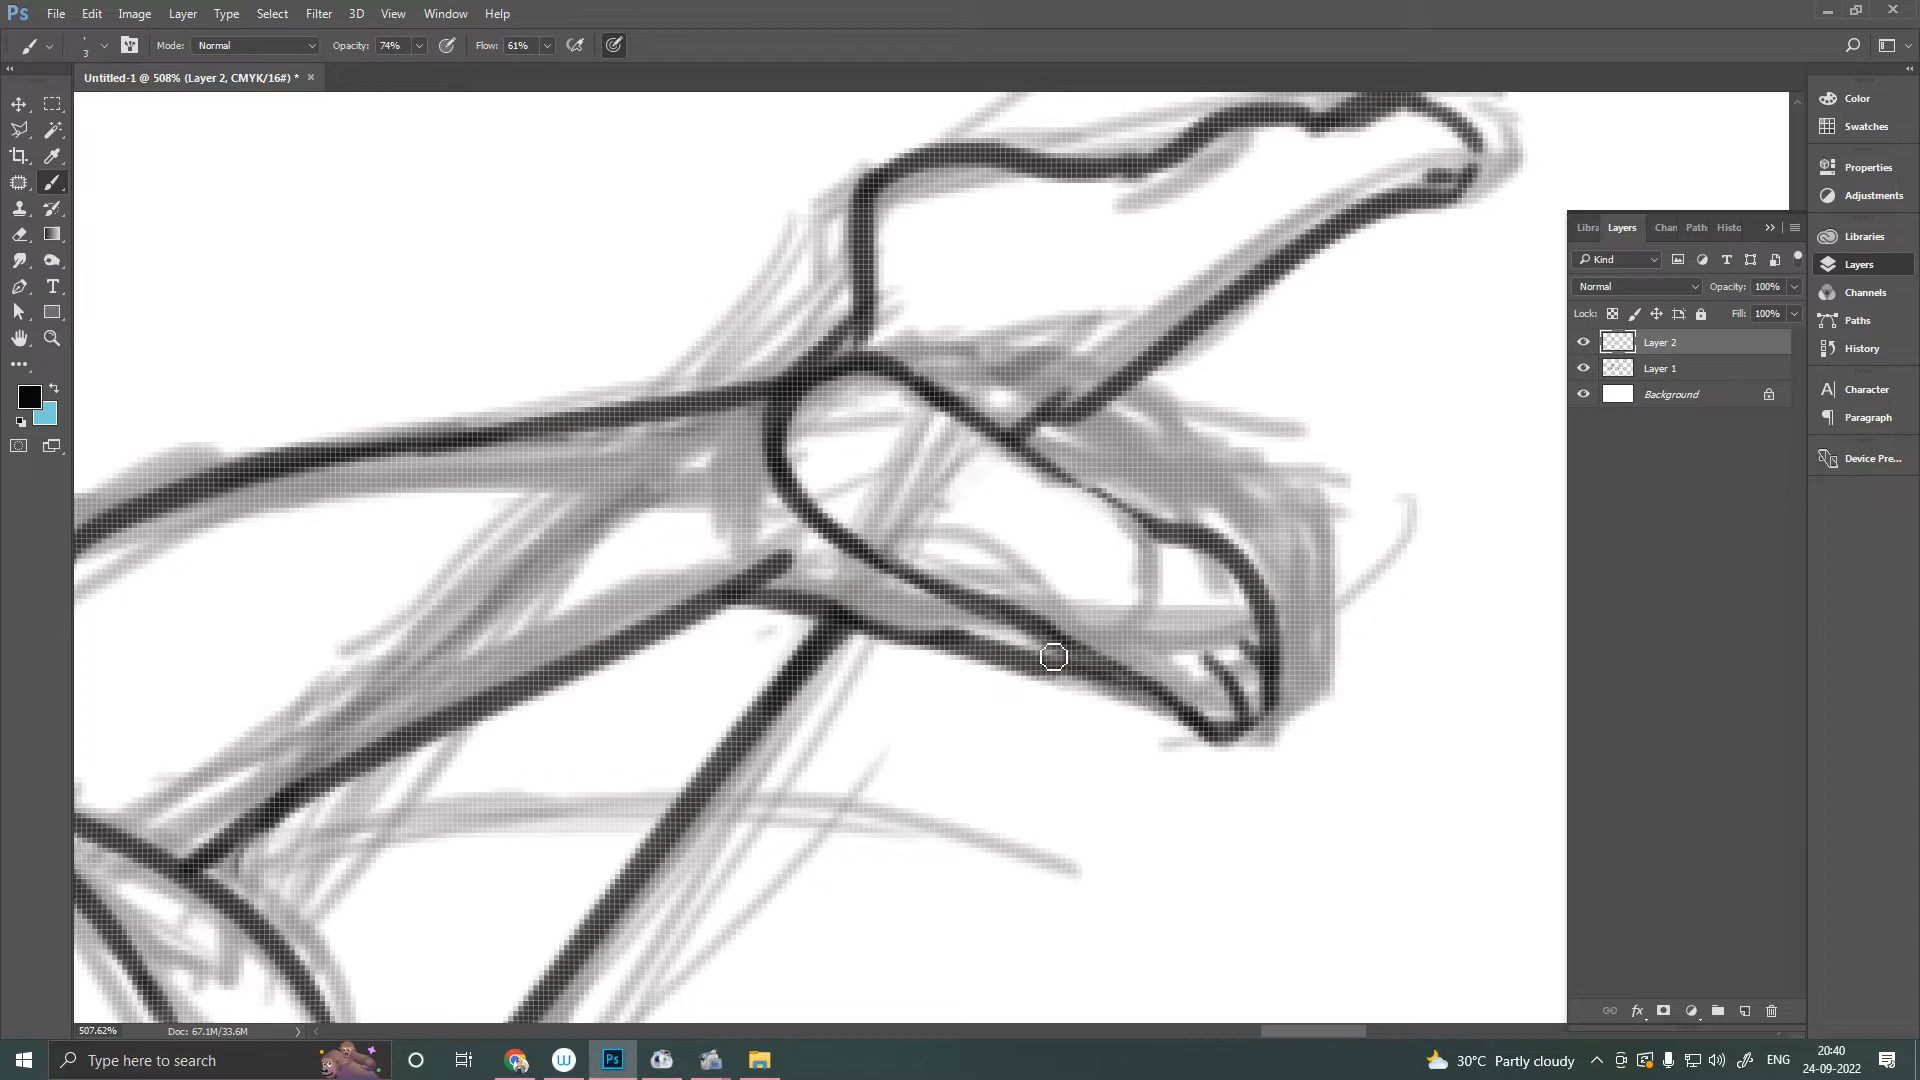 Ps File Edit Image Layer Type Select Filter 3D View Window Help
3 Mode: Normal Opacity: 74% Flow: 61%
Untitled-1 @ 508% (Layer 2, CMYK/16#) * ×
Color
Swatches
Properties
Adjustments
Libraries
Layers
Channels
Paths
History
Character
Paragraph
Device Pre...
Libra Layers Chan Path Histo
Kind
Normal Opacity: 100%
Lock: Fill: 100%
Layer 2
Layer 1
Background
507.62% Doc: 67.1M/33.6M
Type here to search
Ps
30°C Partly cloudy
ENG
20:40
24-09-2022